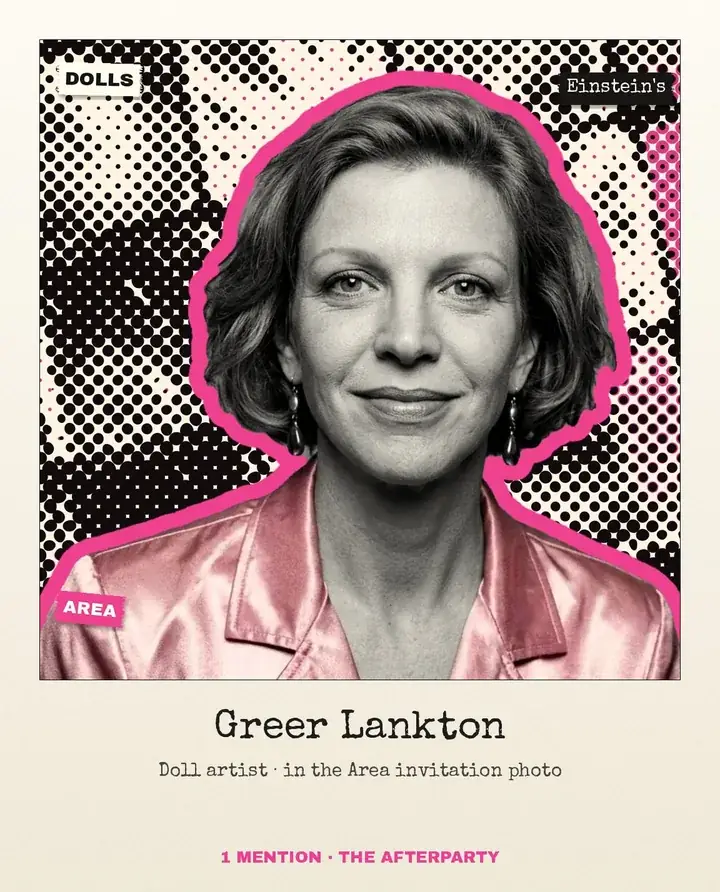 DOLLS
Einstein's
AREA
Greer Lankton
Doll artist · in the Area invitation photo
1 MENTION · THE AFTERPARTY